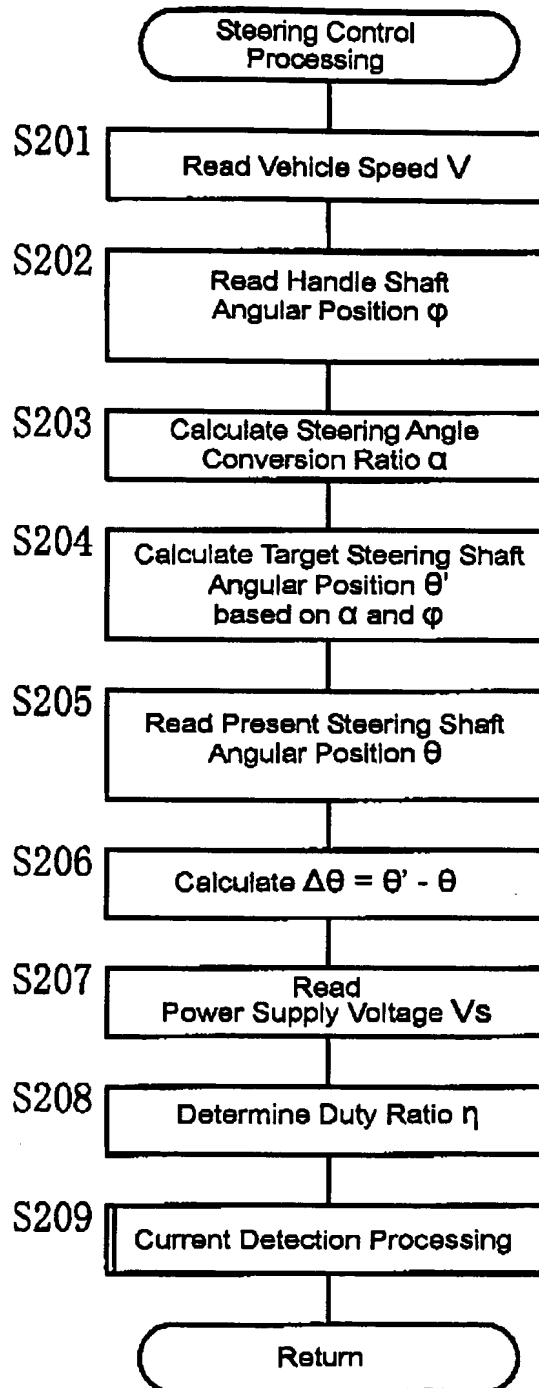 Steering Control
Processing
S201
Read Vehicle Speed V
S202
Read Handle Shaft
Angular Position φ
S203
Calculate Steering Angle
Conversion Ratio α
S204
Calculate Target Steering Shaft
Angular Position θ'
based on α and φ
S205
Read Present Steering Shaft
Angular Position θ
S206
Calculate Δθ = θ' - θ
S207
Read
Power Supply Voltage Vs
S208
Determine Duty Ratio η
S209
Current Detection Processing
Return